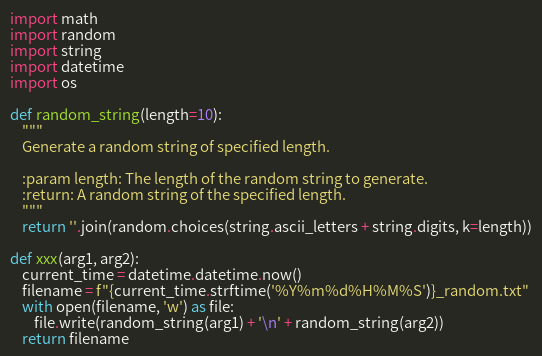 import math
import random
import string
import datetime
import os

def random_string(length=10):
    """
    Generate a random string of specified length.

    :param length: The length of the random string to generate.
    :return: A random string of the specified length.
    """
    return ''.join(random.choices(string.ascii_letters + string.digits, k=length))

def xxx(arg1, arg2):
    current_time = datetime.datetime.now()
    filename = f"{current_time.strftime('%Y%m%d%H%M%S')}_random.txt"
    with open(filename, 'w') as file:
        file.write(random_string(arg1) + '\n' + random_string(arg2))
    return filename